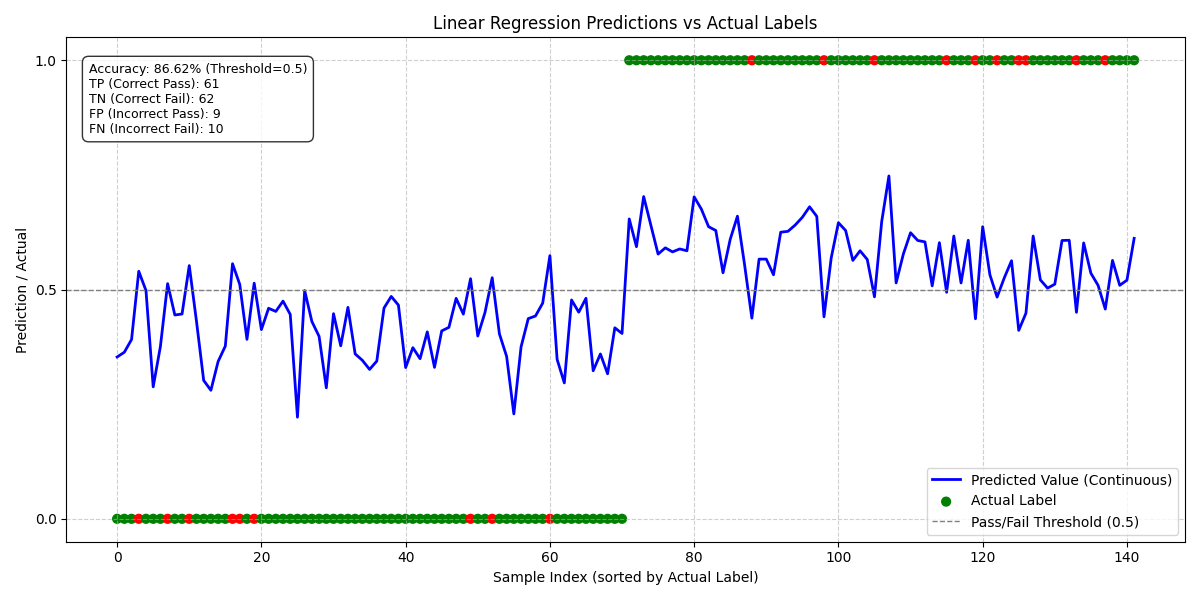 Linear Regression Predictions vs Actual Labels
1.0
Accuracy: 86.62% (Threshold=0.5)
TP (Correct Pass): 61
TN (Correct Fail): 62
FP (Incorrect Pass): 9
FN (Incorrect Fail): 10
Prediction / Actual
0.5
Predicted Value (Continuous)
Actual Label
Pass/Fail Threshold (0.5)
0.0
0 20 40 60 80 100 120 140
Sample Index (sorted by Actual Label)